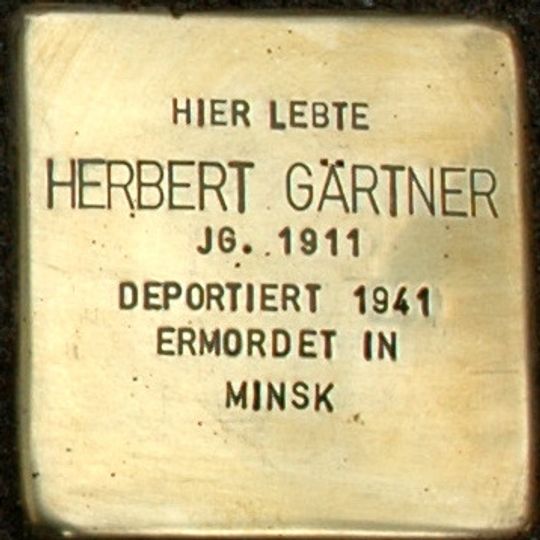 HIER LEBTE
HERBERT GÄRTNER
JG. 1911
DEPORTIERT 1941
ERMORDET IN
MINSK